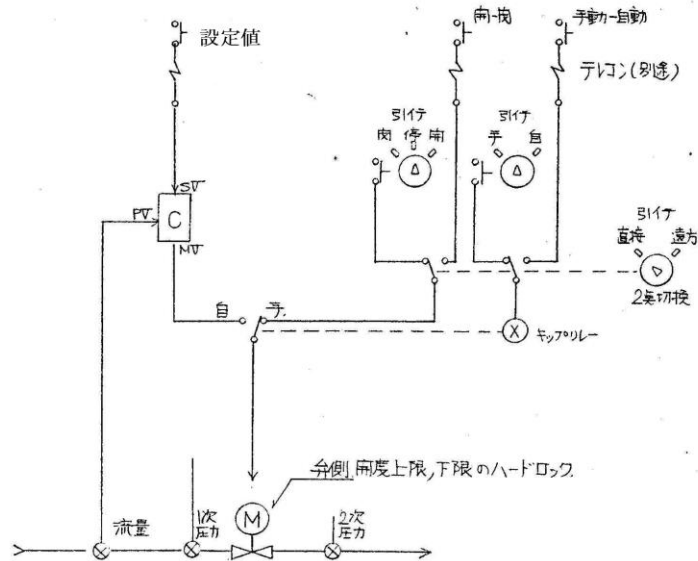 設定値
開-閉
手動-自動
テレコン(別途)
引イテ
閉 停 開
引イテ
手 自
引イテ
直接 遠方
2点切換
SV
PV
C
MV
自 手
X
キープリレー
弁側,開度上限,下限のハードロック
M
流量
1次
圧力
2次
圧力